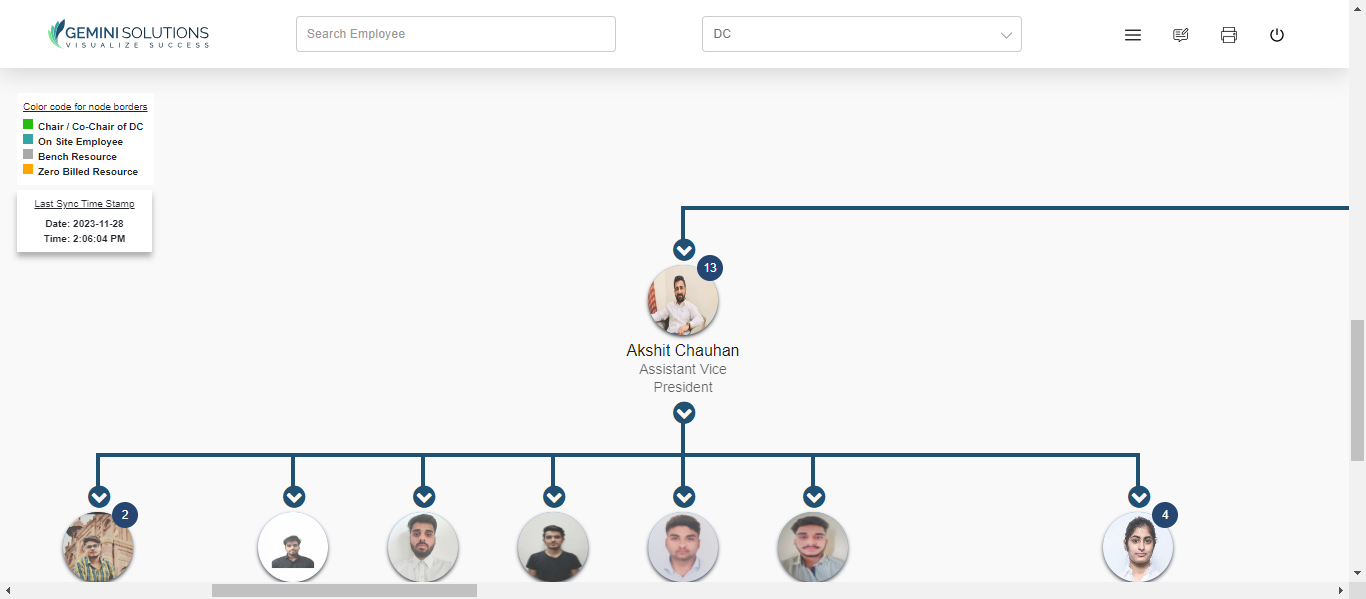 GEMINI SOLUTIONS
VISUALIZE SUCCESS
Search Employee
DC
Color code for node borders
Chair / Co-Chair of DC
On Site Employee
Bench Resource
Zero Billed Resource
Last Sync Time Stamp
Date: 2023-11-28
Time: 2:06:04 PM
13
Akshit Chauhan
Assistant Vice
President
2
4